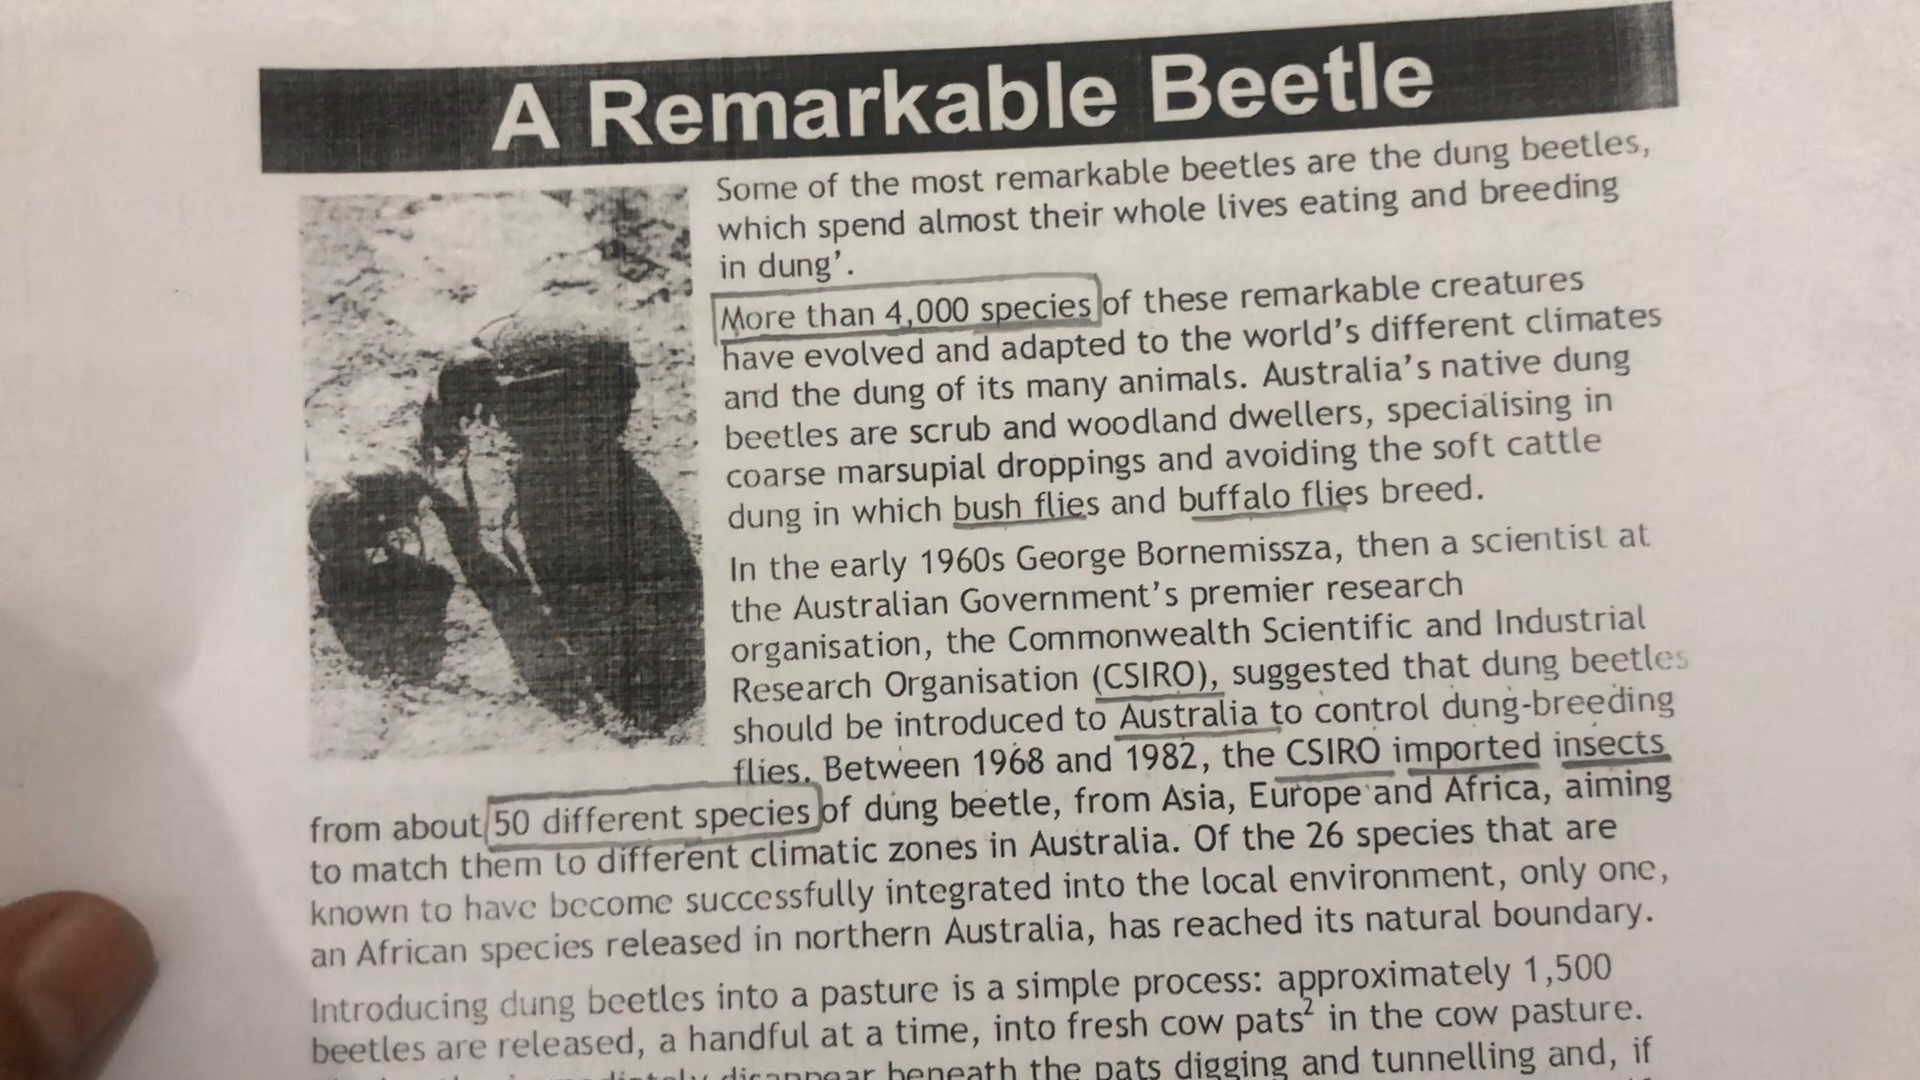 A Remarkable Beetle
Some of the most remarkable beetles are the dung beetles,
which spend almost their whole lives eating and breeding
in dung'.
More than 4,000 species of these remarkable creatures
have evolved and adapted to the world's different climates
and the dung of its many animals. Australia's native dung
beetles are scrub and woodland dwellers, specialising in
coarse marsupial droppings and avoiding the soft cattle
dung in which bush flies and buffalo flies breed.
In the early 1960s George Bornemissza, then a scientist at
the Australian Government's premier research
organisation, the Commonwealth Scientific and Industrial
Research Organisation (CSIRO), suggested that dung beetles
should be introduced to Australia to control dung-breeding
flies. Between 1968 and 1982, the CSIRO imported insects
from about 50 different species of dung beetle, from Asia, Europe and Africa, aiming
to match them to different climatic zones in Australia. Of the 26 species that are
known to have become successfully integrated into the local environment, only one,
an African species released in northern Australia, has reached its natural boundary.
Introducing dung beetles into a pasture is a simple process: approximately 1,500
beetles are released, a handful at a time, into fresh cow pats² in the cow pasture.
disappear beneath the pats digging and tunnelling and, if